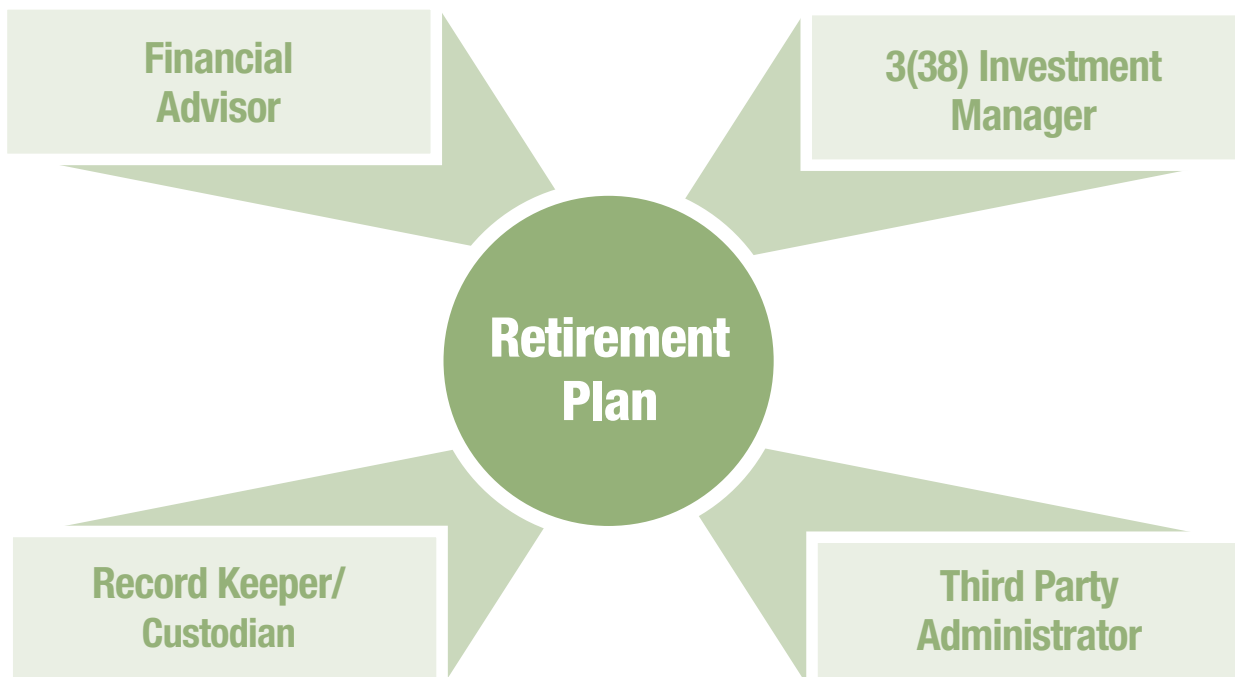 Financial
Advisor
3(38) Investment
Manager
Retirement
Plan
Record Keeper/
Custodian
Third Party
Administrator